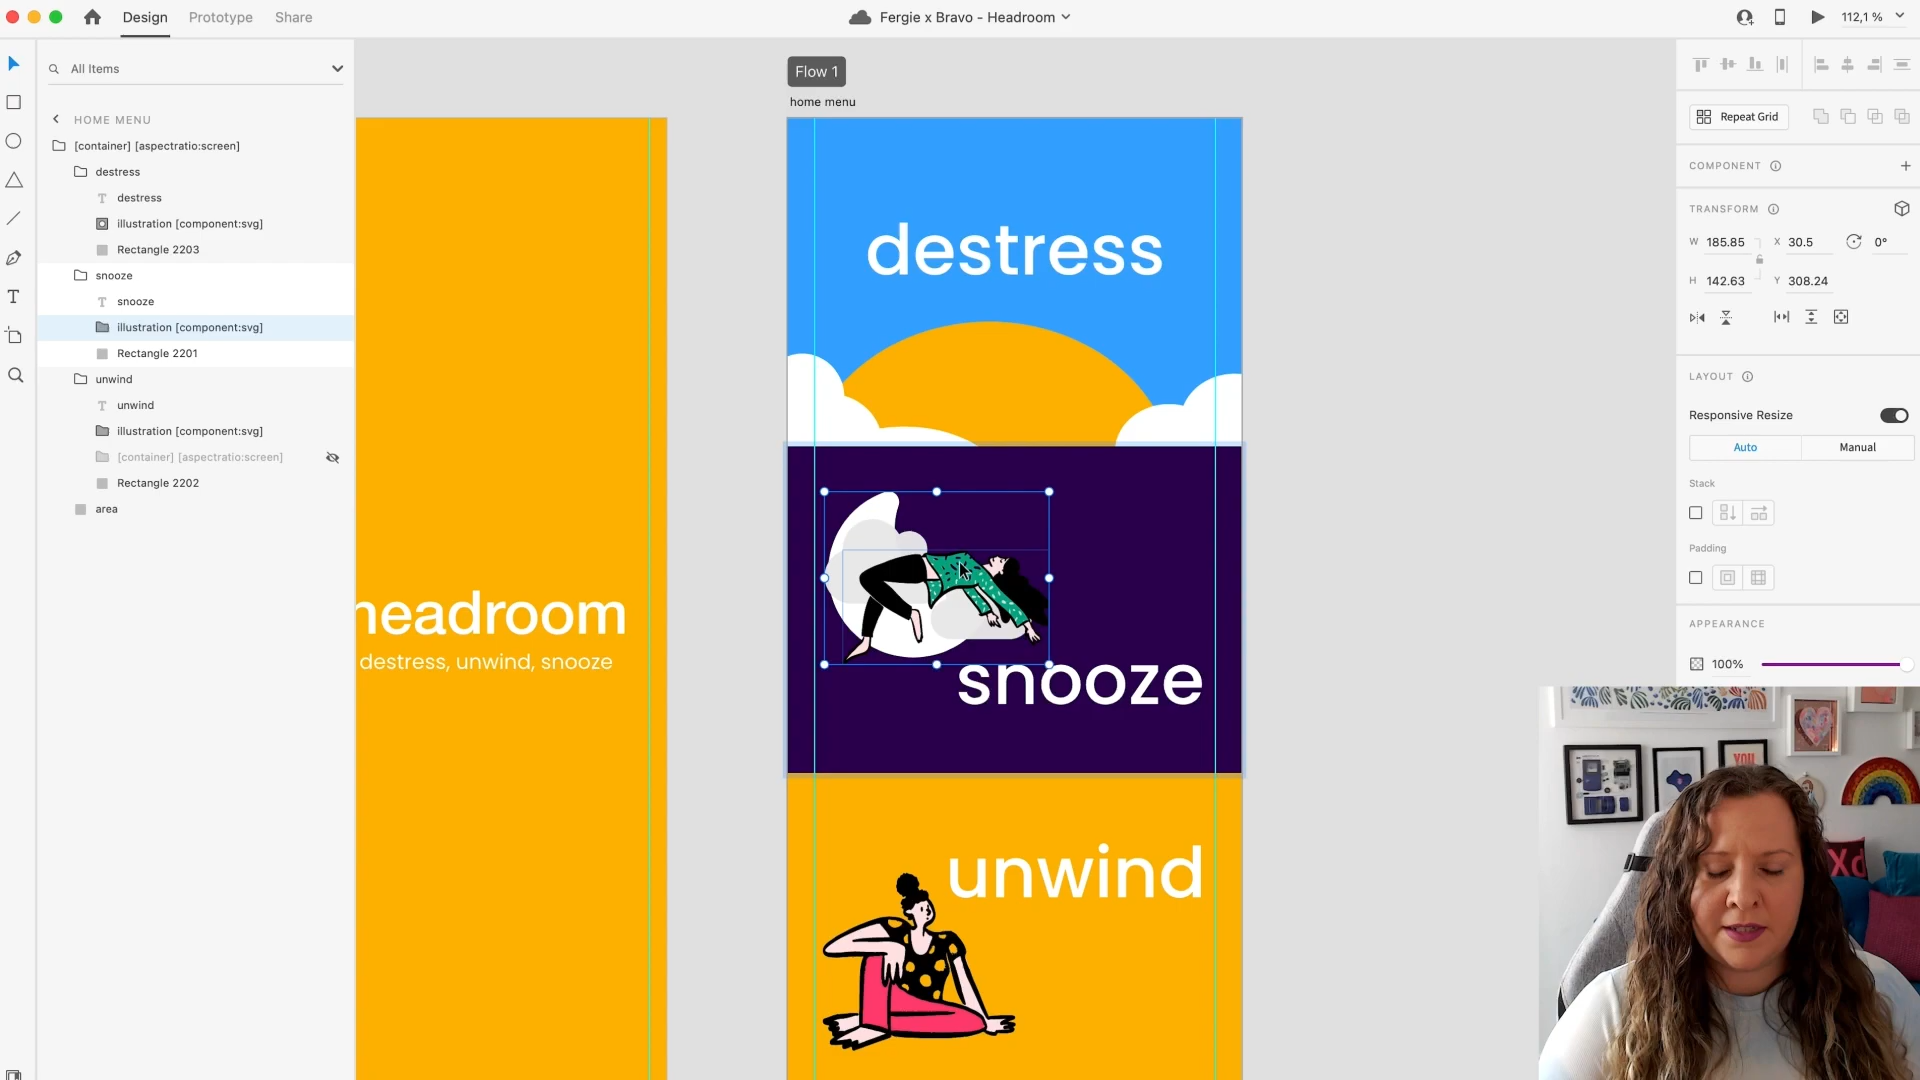 Design
Prototype
Share
Fergie x Bravo - Headroom
112,1 %
All Items
HOME MENU
[container] [aspectratio:screen]
destress
destress
illustration [component:svg]
Rectangle 2203
snooze
snooze
illustration [component:svg]
Rectangle 2201
unwind
unwind
illustration [component:svg]
[container] [aspectratio:screen]
Rectangle 2202
area
headroom
destress, unwind, snooze
Flow 1
home menu
destress
snooze
unwind
Repeat Grid
COMPONENT
TRANSFORM
W 185.85
X 30.5
0°
H 142.63
Y 308.24
LAYOUT
Responsive Resize
Auto
Manual
Stack
Padding
APPEARANCE
100%
YOU